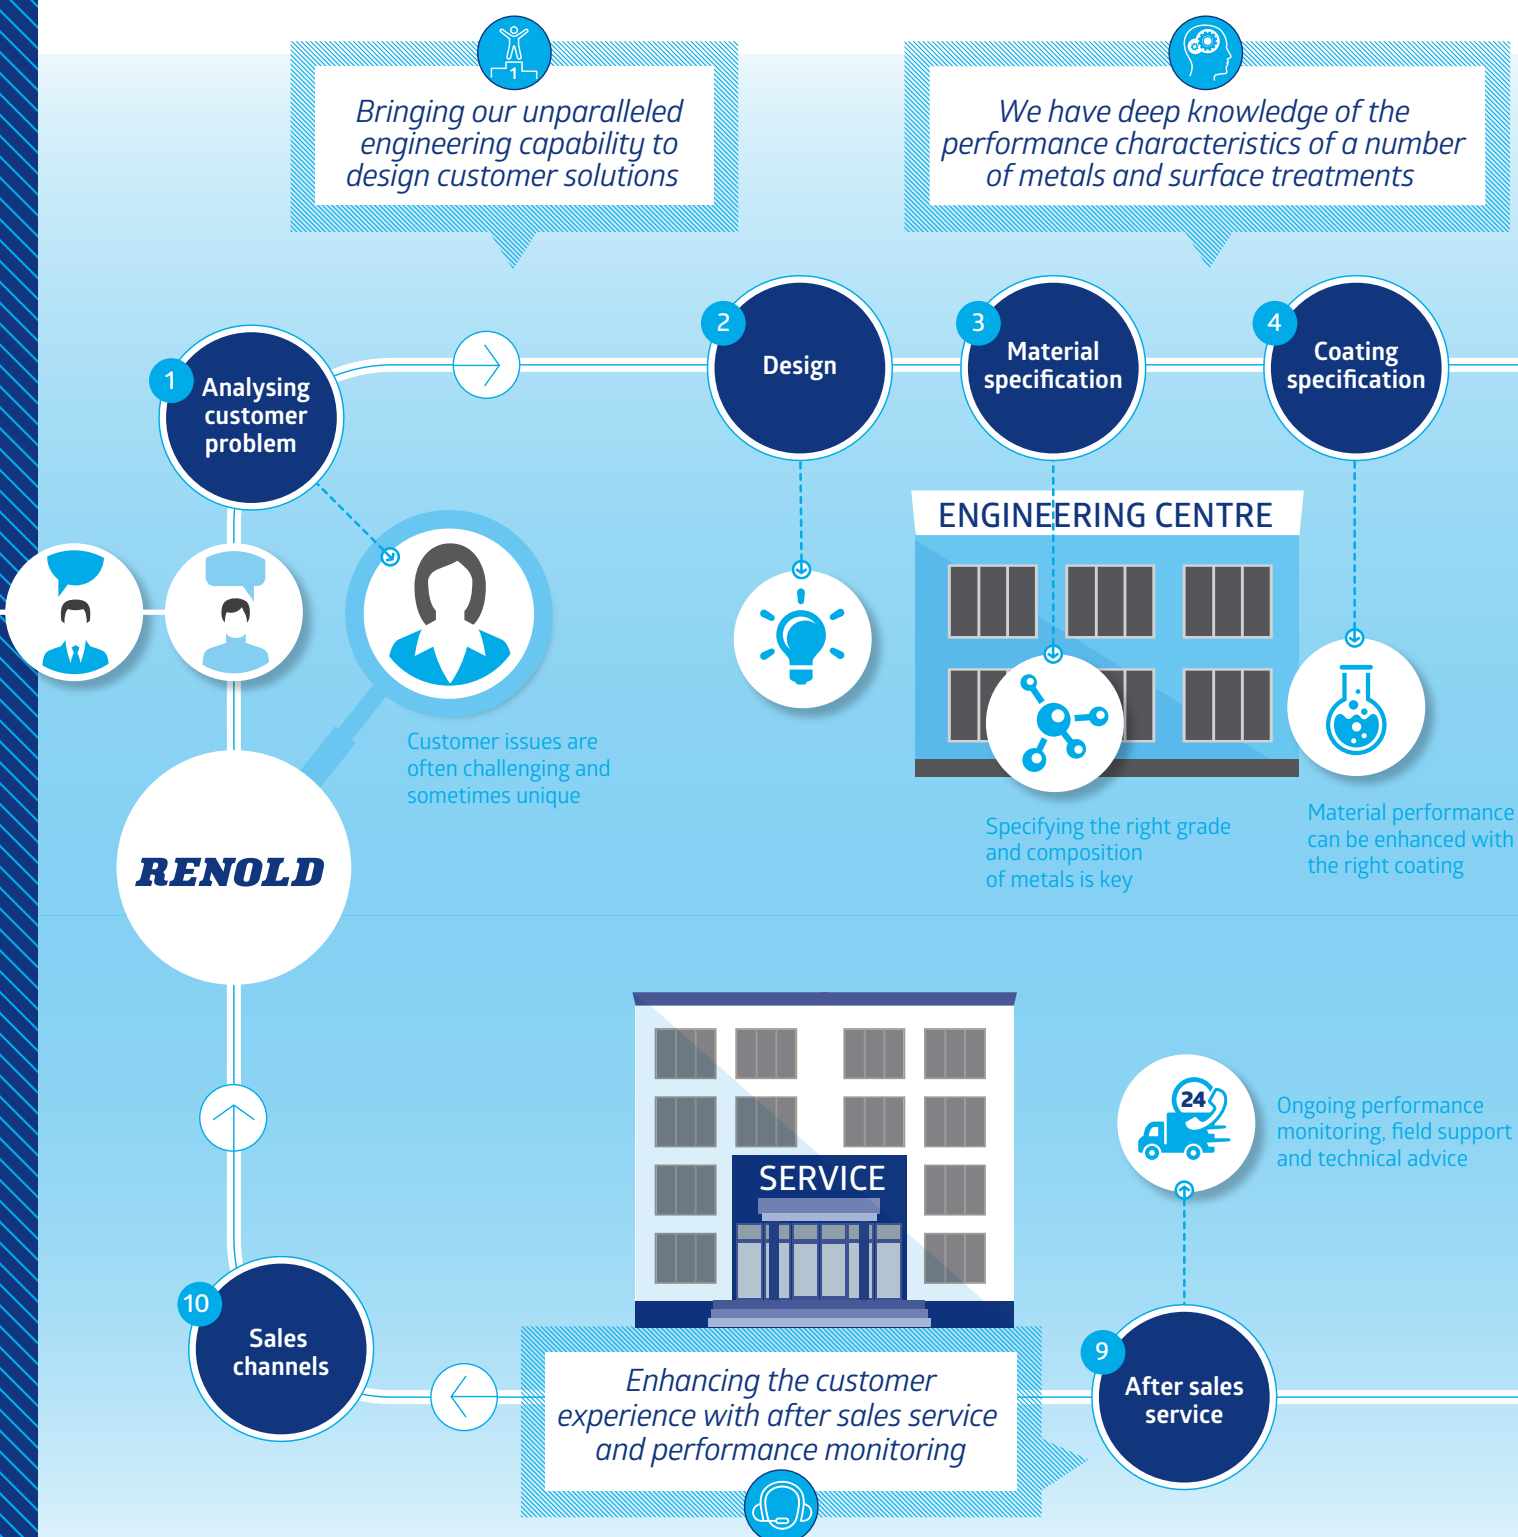 1
Bringing our unparalleled
engineering capability to
design customer solutions
We have deep knowledge of the
performance characteristics of a number
of metals and surface treatments
1
Analysing
customer
problem
2
Design
3
Material
specification
4
Coating
specification
ENGINEERING CENTRE
Customer issues are
often challenging and
sometimes unique
Specifying the right grade
and composition
of metals is key
Material performance
can be enhanced with
the right coating
RENOLD
SERVICE
24
Ongoing performance
monitoring, field support
and technical advice
10
Sales
channels
Enhancing the customer
experience with after sales service
and performance monitoring
9
After sales
service